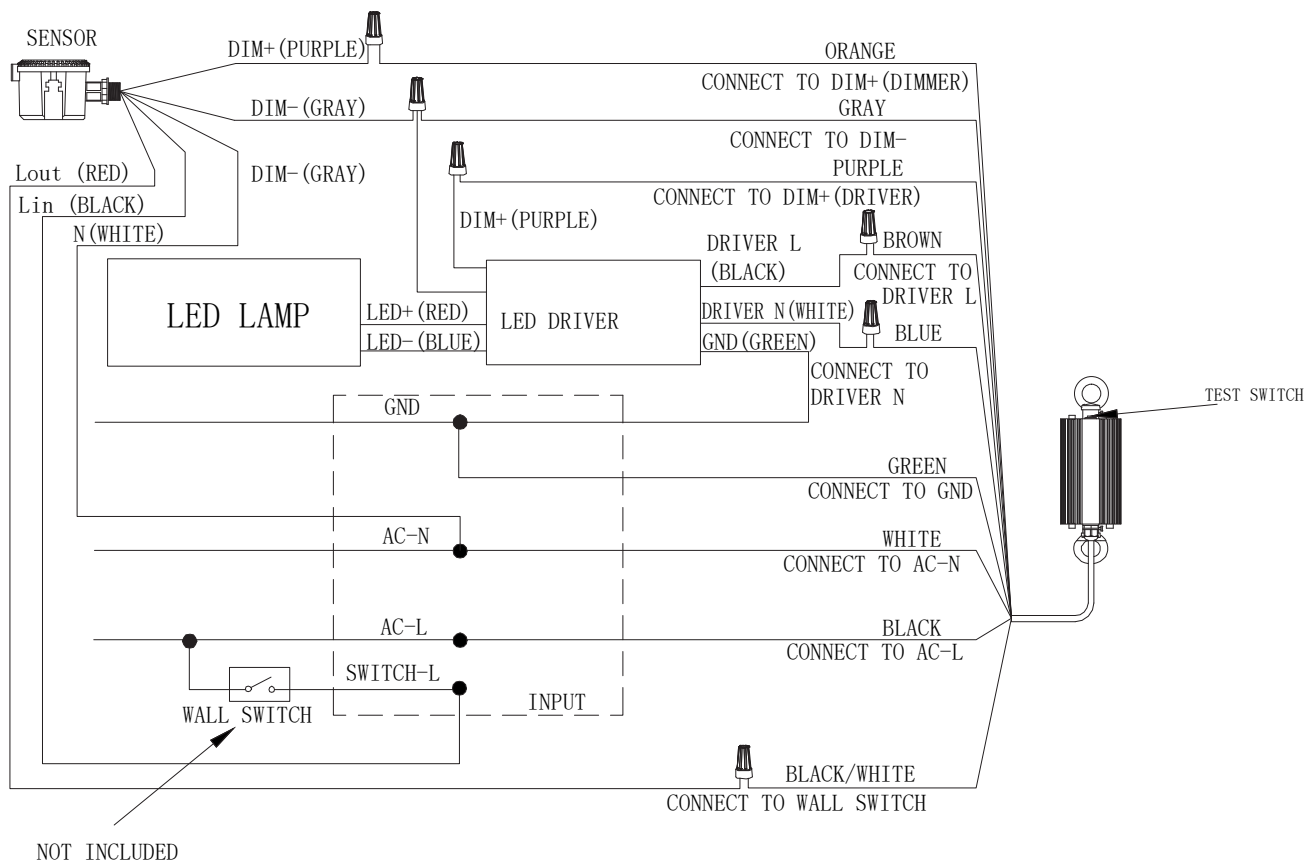 SENSOR
DIM+(PURPLE)
ORANGE
CONNECT TO DIM+(DIMMER)
DIM-(GRAY)
GRAY
CONNECT TO DIM-
PURPLE
CONNECT TO DIM+(DRIVER)
Lout (RED)
DIM-(GRAY)
Lin (BLACK)
N(WHITE)
DIM+(PURPLE)
DRIVER L
(BLACK)
BROWN
CONNECT TO
DRIVER L
LED LAMP
LED+(RED)
LED-(BLUE)
LED DRIVER
DRIVER N(WHITE)
GND(GREEN)
BLUE
CONNECT TO
DRIVER N
TEST SWITCH
GND
GREEN
CONNECT TO GND
AC-N
WHITE
CONNECT TO AC-N
AC-L
BLACK
CONNECT TO AC-L
SWITCH-L
WALL SWITCH
INPUT
BLACK/WHITE
CONNECT TO WALL SWITCH
NOT INCLUDED